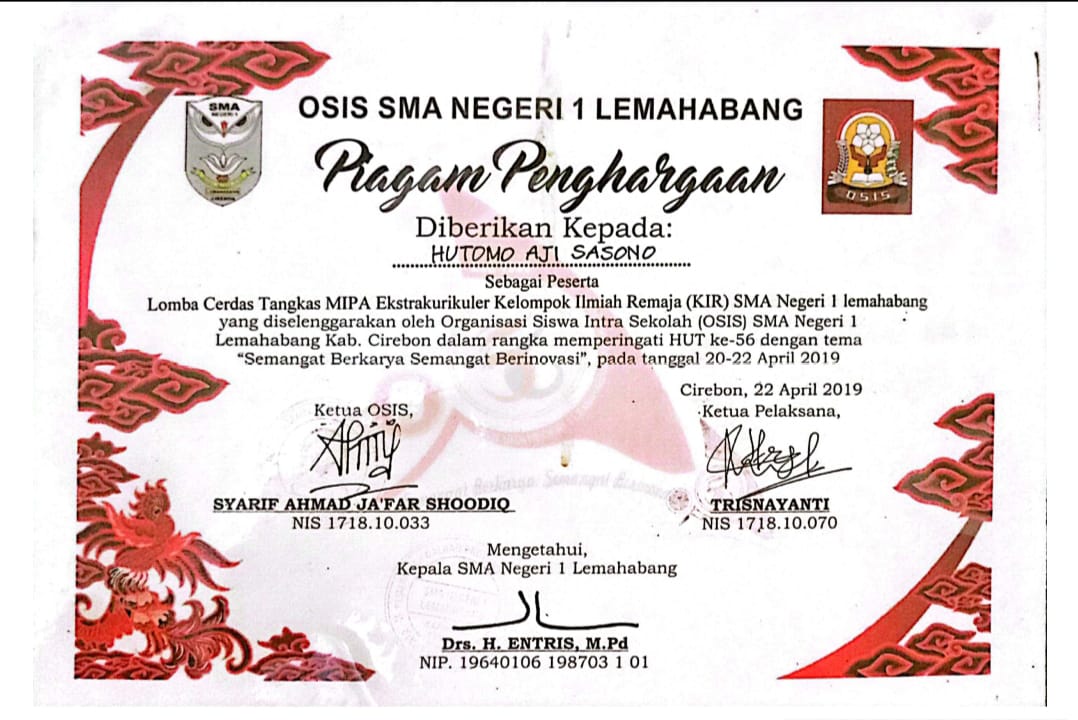 OSIS SMA NEGERI 1 LEMAHABANG
SMA
NEGERI 1
OSIS
Piagam Penghargaan
Diberikan Kepada:
HUTOMO AJI SASONO
Sebagai Peserta
Lomba Cerdas Tangkas MIPA Ekstrakurikuler Kelompok Ilmiah Remaja (KIR) SMA Negeri 1 lemahabang
yang diselenggarakan oleh Organisasi Siswa Intra Sekolah (OSIS) SMA Negeri 1
Lemahabang Kab. Cirebon dalam rangka memperingati HUT ke-56 dengan tema
"Semangat Berkarya Semangat Berinovasi", pada tanggal 20-22 April 2019
Cirebon, 22 April 2019
Ketua OSIS,
Ketua Pelaksana,
SYARIF AHMAD JA'FAR SHOODIQ
TRISNAYANTI
NIS 1718.10.033
NIS 1718.10.070
Mengetahui,
Kepala SMA Negeri 1 Lemahabang
Drs. H. ENTRIS, M.Pd
NIP. 19640106 198703 1 01